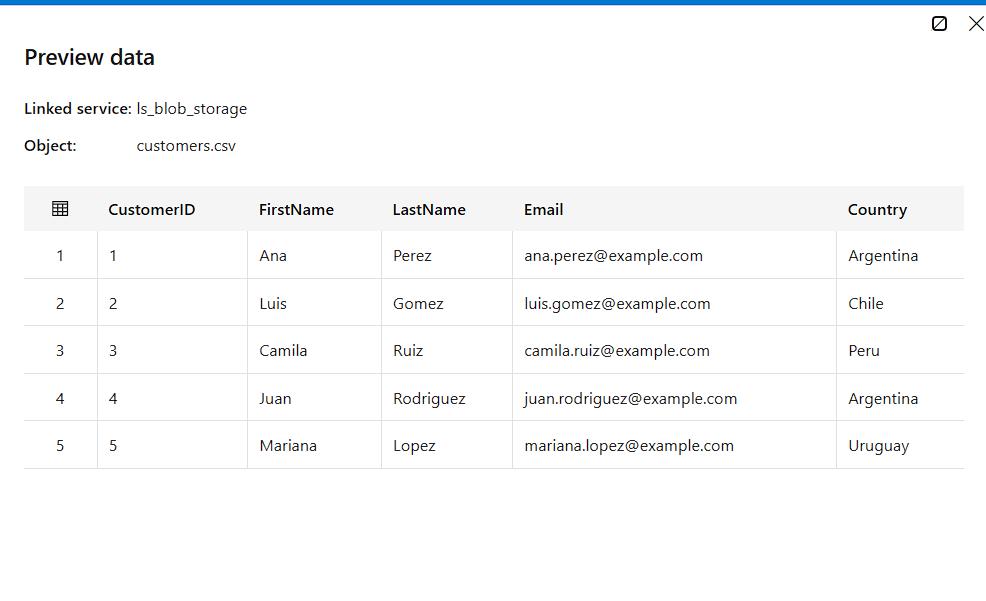 Preview data
Linked service: ls_blob_storage
Object: customers.csv
CustomerID FirstName LastName Email Country
1 1 Ana Perez ana.perez@example.com Argentina
2 2 Luis Gomez luis.gomez@example.com Chile
3 3 Camila Ruiz camila.ruiz@example.com Peru
4 4 Juan Rodriguez juan.rodriguez@example.com Argentina
5 5 Mariana Lopez mariana.lopez@example.com Uruguay